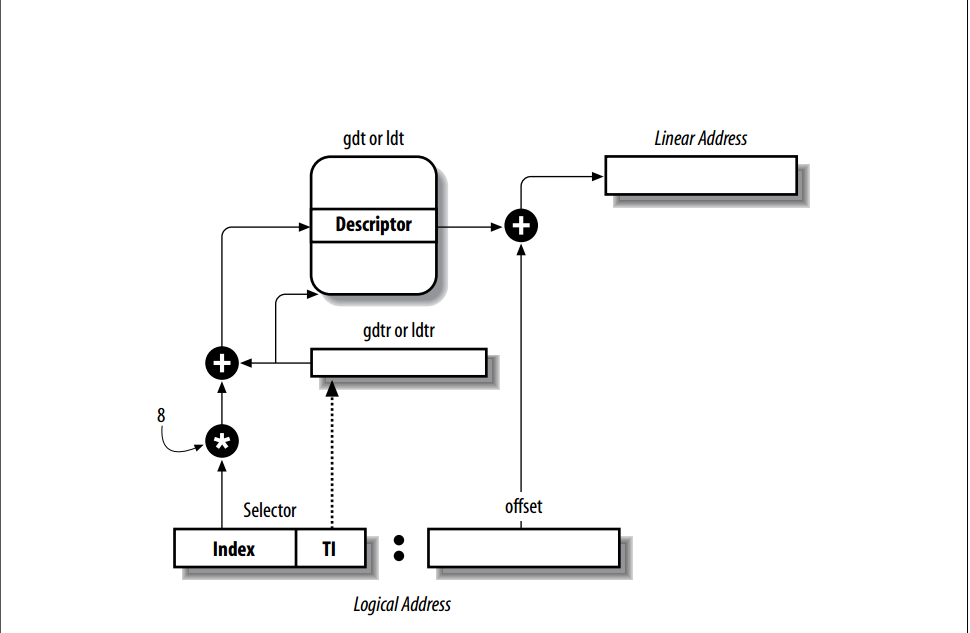 gdt or ldt
Linear Address
Descriptor
+
gdtr or ldtr
+
8
*
Selector
offset
Index
TI
:
Logical Address